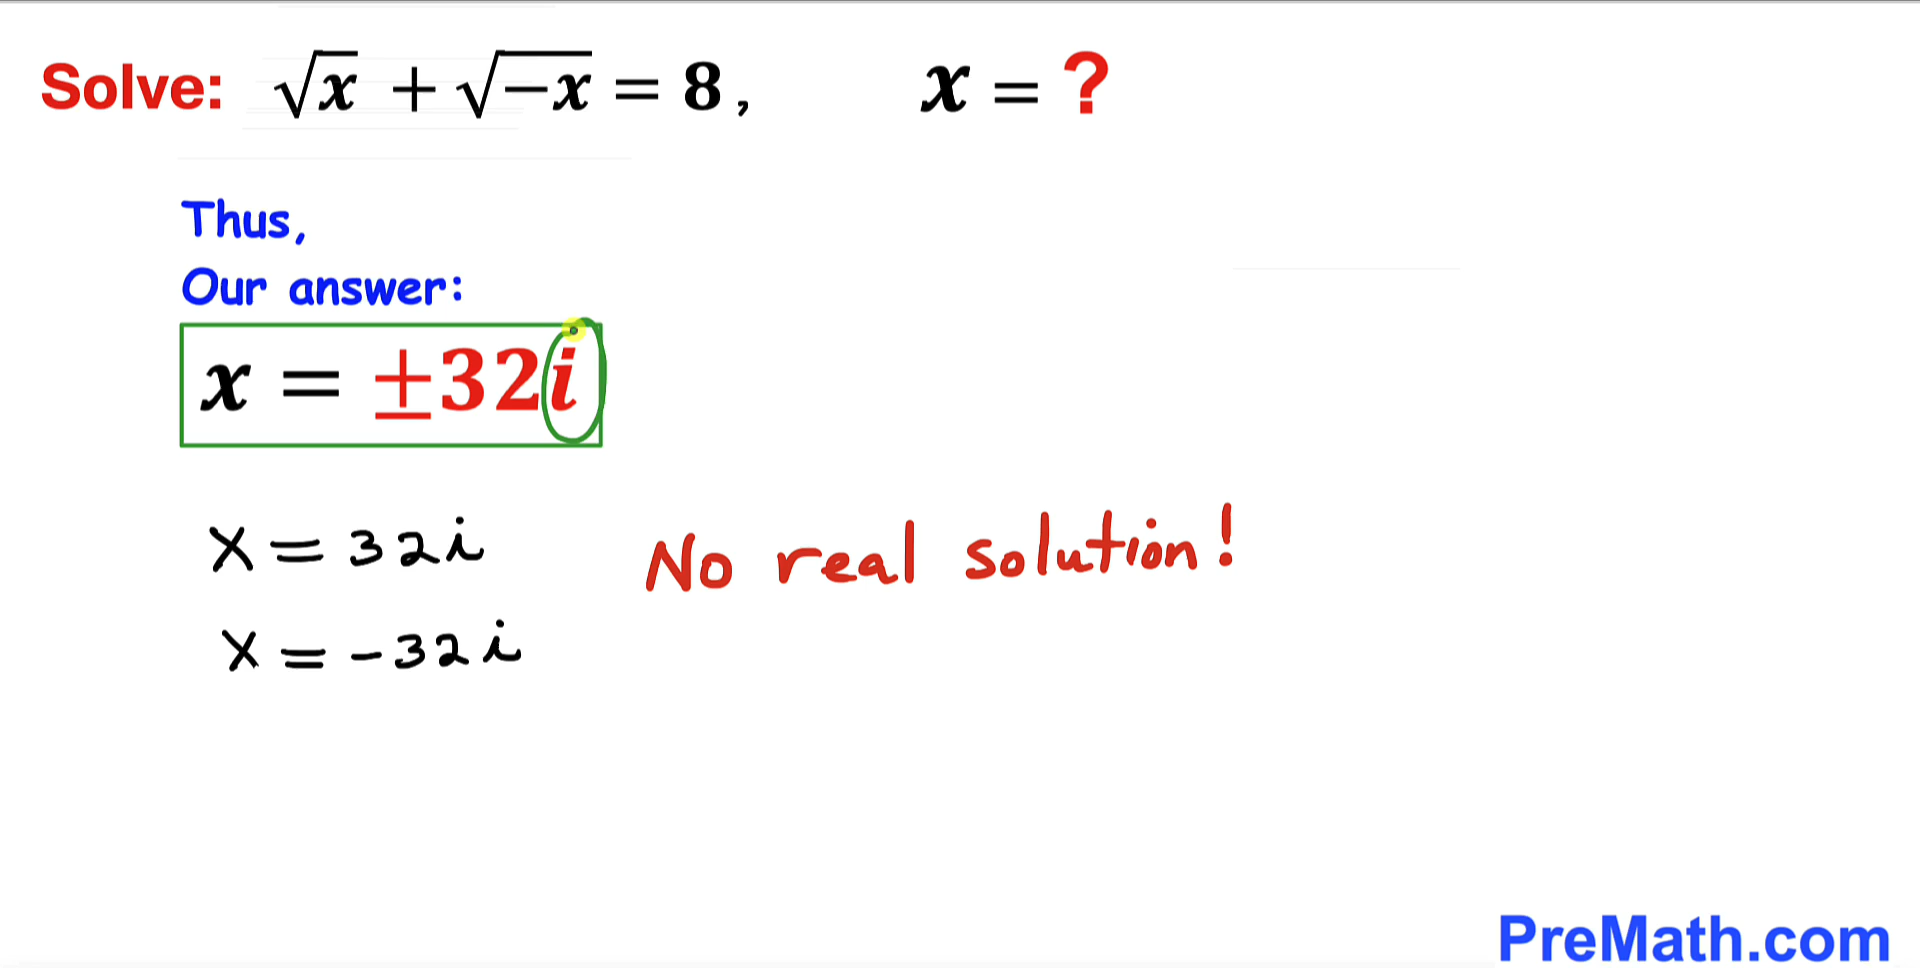 Solve: √x + √−x = 8, x = ?
Thus,
Our answer:
x = ±32i
x = 32i No real solution!
x = -32i
PreMath.com